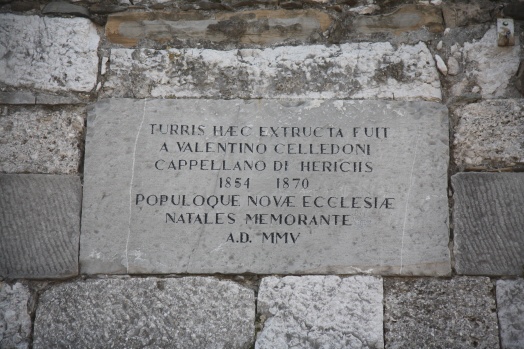 TURRIS HÆC EXTRUCTA FUIT
A VALENTINO CELLEDONI
CAPPELLANO DI HERICHS
1854 1870
POPULOQUE NOVÆ ECCLESIÆ
NATALES MEMORANTE
A.D. MMV